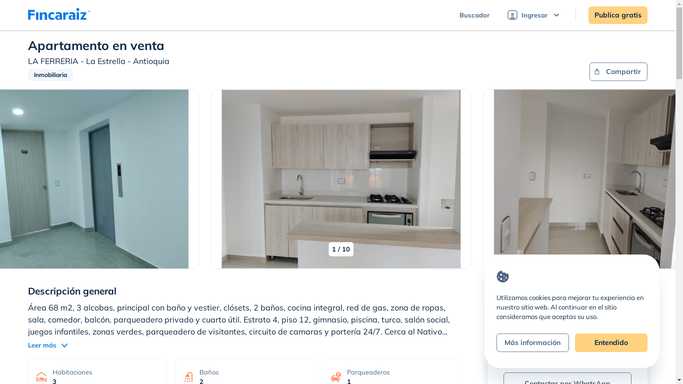 Fincaraiz
Buscador
Ingresar
Publica gratis
Apartamento en venta
LA FERRERIA - La Estrella - Antioquia
Inmobiliaria
Compartir
1 / 10
Descripción general
Área 68 m2, 3 alcobas, principal con baño y vestier, clósets, 2 baños, cocina integral, red de gas, zona de ropas,
sala, comedor, balcón, parqueadero privado y cuarto útil. Estrato 4, piso 12, gimnasio, piscina, turco, salón social,
juegos infantiles, zonas verdes, parqueadero de visitantes, circuito de camaras y portería 24/7. Cerca al Nativo...
Leer más
Utilizamos cookies para mejorar tu experiencia en
nuestro sitio web. Al continuar en el sitio
consideramos que aceptas su uso.
Más información
Entendido
Habitaciones
3
Baños
2
Parqueaderos
1
Contactar por WhatsApp